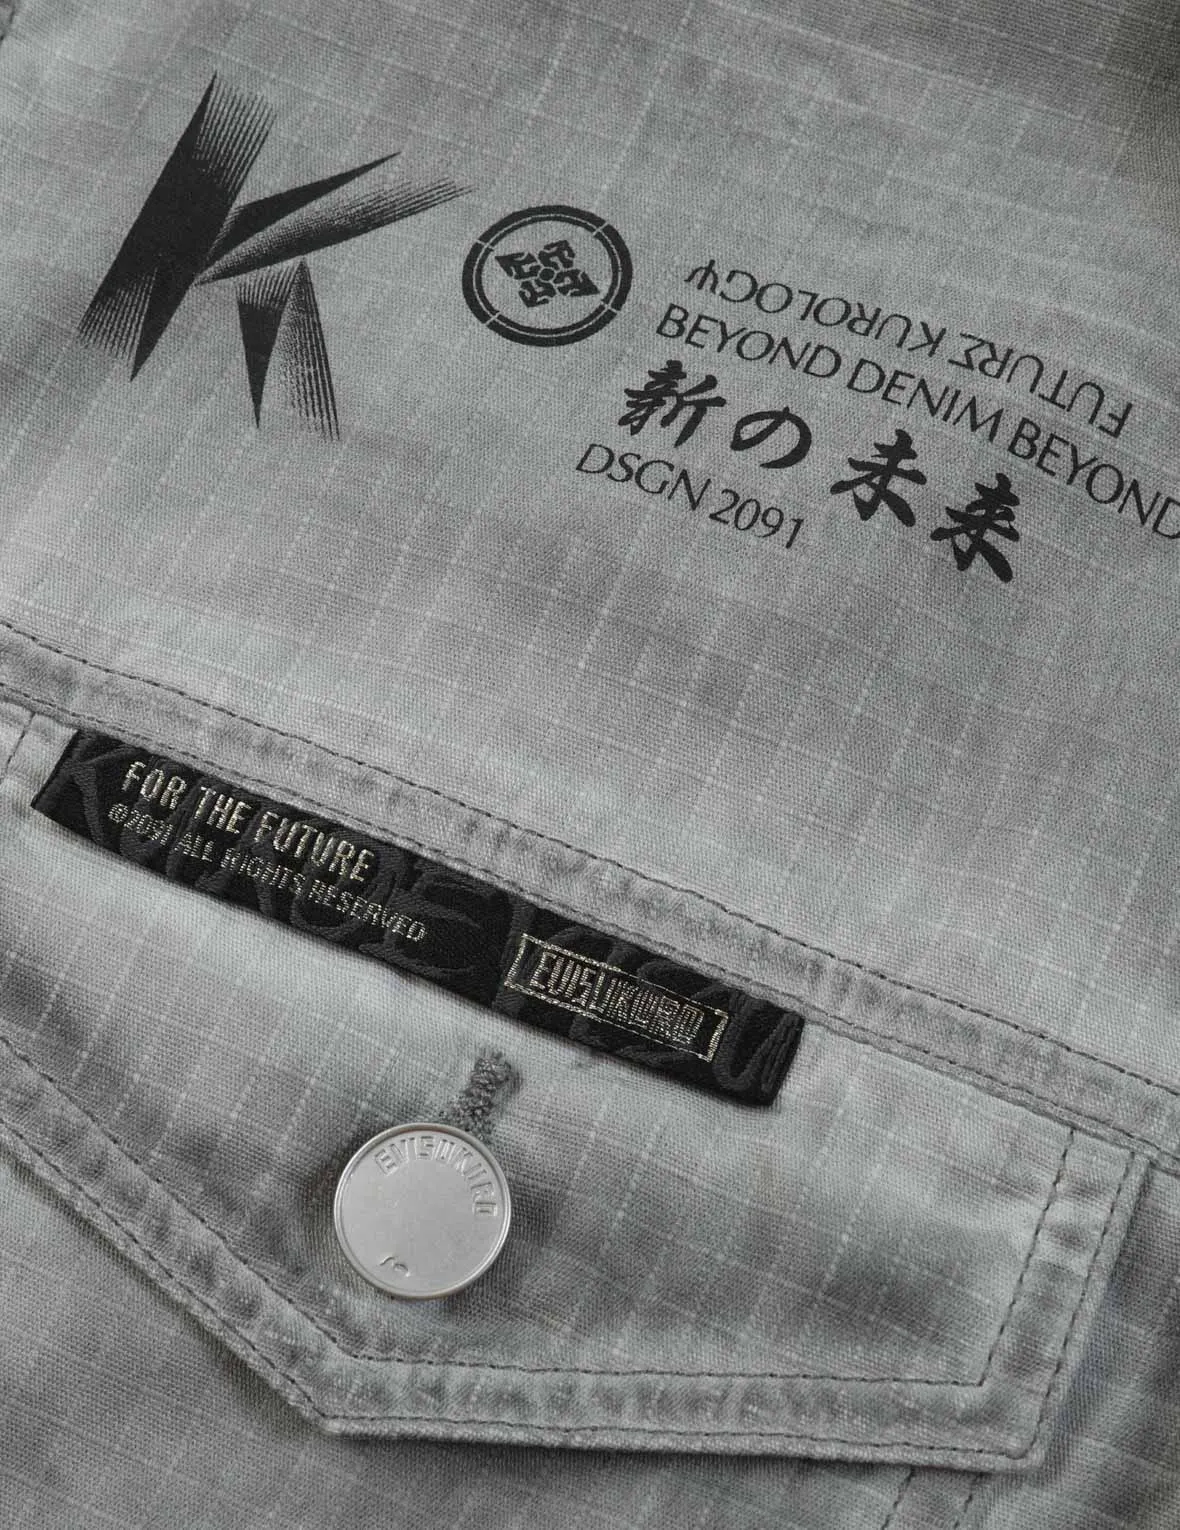 K
FUTURE KUROLOGY
BEYOND DENIM BEYOND
新の未来
DSGN 2091
FOR THE FUTURE
©2091 ALL RIGHTS RESERVED
EVISUKURO
EVISUKURO